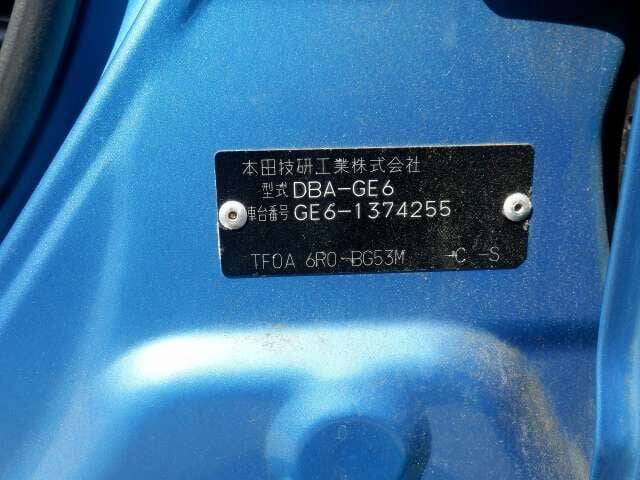 本田技研工業株式会社
型式 DBA-GE6
車台番号 GE6-1374255
TF0A 6R0-BG53M -C -S